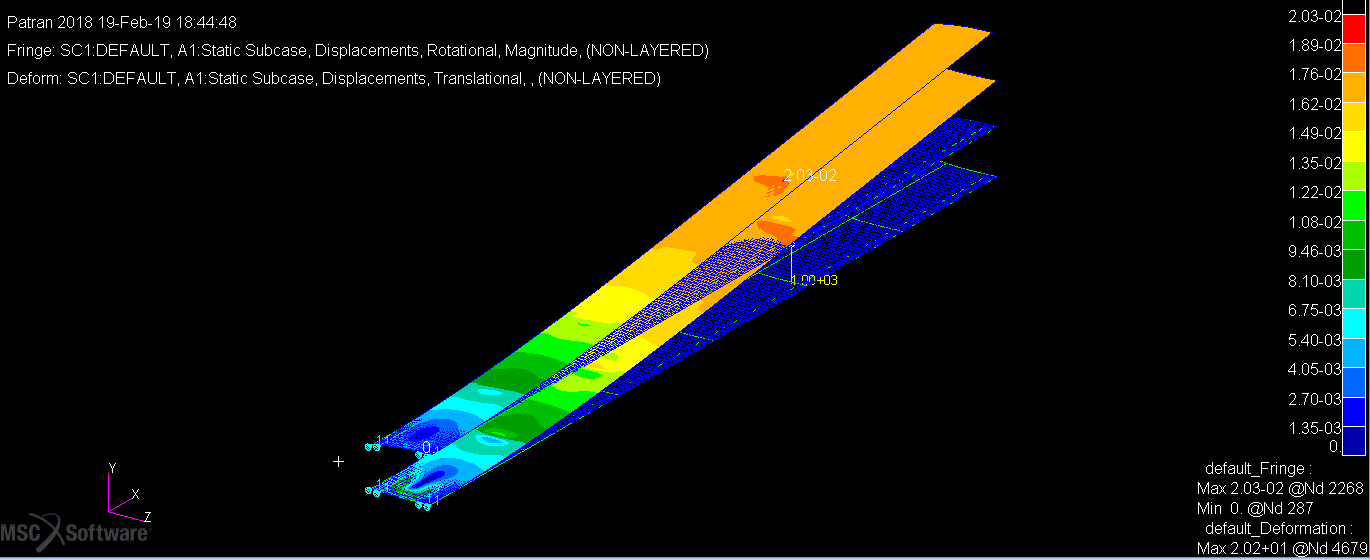 Patran 2018 19-Feb-19 18:44:48
Fringe: SC1:DEFAULT, A1:Static Subcase, Displacements, Rotational, Magnitude, (NON-LAYERED)
Deform: SC1:DEFAULT, A1:Static Subcase, Displacements, Translational, , (NON-LAYERED)
2.03-02
1.89-02
1.76-02
1.62-02
1.49-02
1.35-02
1.22-02
1.08-02
9.46-03
8.10-03
6.75-03
5.40-03
4.05-03
2.70-03
1.35-03
0.
2.03-02
1.00+03
0.
Y
X
Z
MSC Software
default_Fringe :
Max 2.03-02 @Nd 2268
Min 0. @Nd 287
default_Deformation :
Max 2.02+01 @Nd 4679